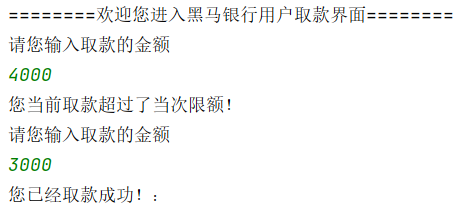 ========欢迎您进入黑马银行用户取款界面========
请您输入取款的金额
4000
您当前取款超过了当次限额!
请您输入取款的金额
3000
您已经取款成功!：